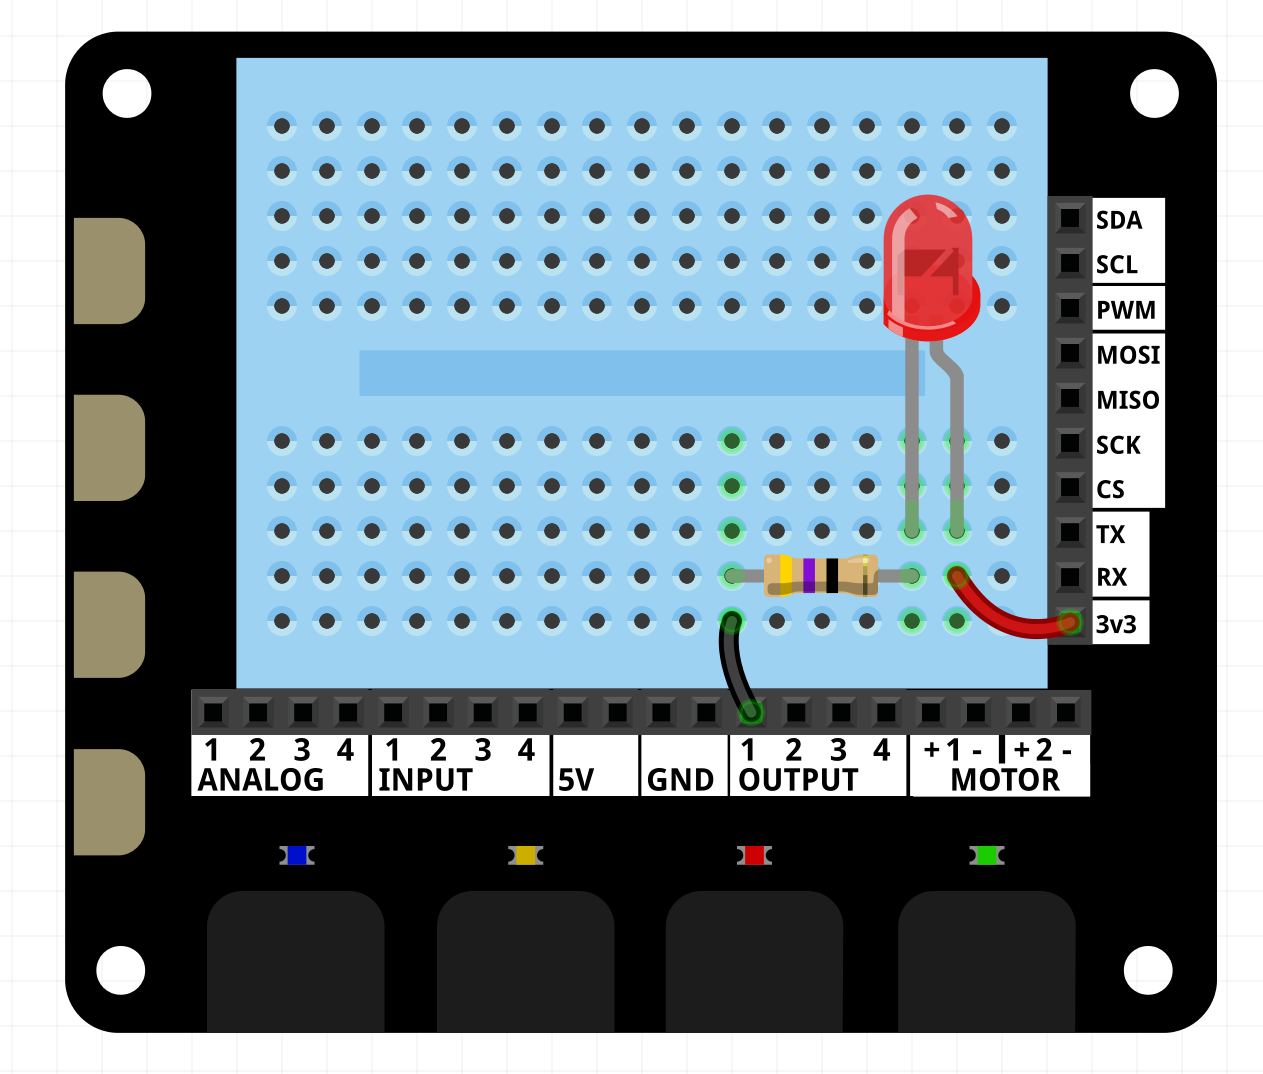 SDA
SCL
PWM
MOSI
MISO
SCK
CS
TX
RX
3v3
1 2 3 4 1 2 3 4 1 2 3 4 + 1 - + 2 -
ANALOG INPUT 5V GND OUTPUT MOTOR